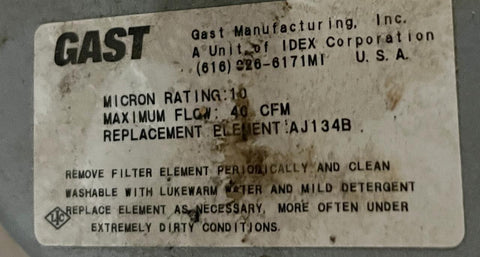 GAST
Gast Manufacturing, Inc.
A Unit of IDEX Corporation
(616) 926-6171MI U. S. A.
MICRON RATING:10
MAXIMUM FLOW: 40 CFM
REPLACEMENT ELEMENT:AJ134B
REMOVE FILTER ELEMENT PERIODICALLY AND CLEAN
WASHABLE WITH LUKEWARM WATER AND MILD DETERGENT
REPLACE ELEMENT AS NECESSARY, MORE OFTEN UNDER
EXTREMELY DIRTY CONDITIONS.